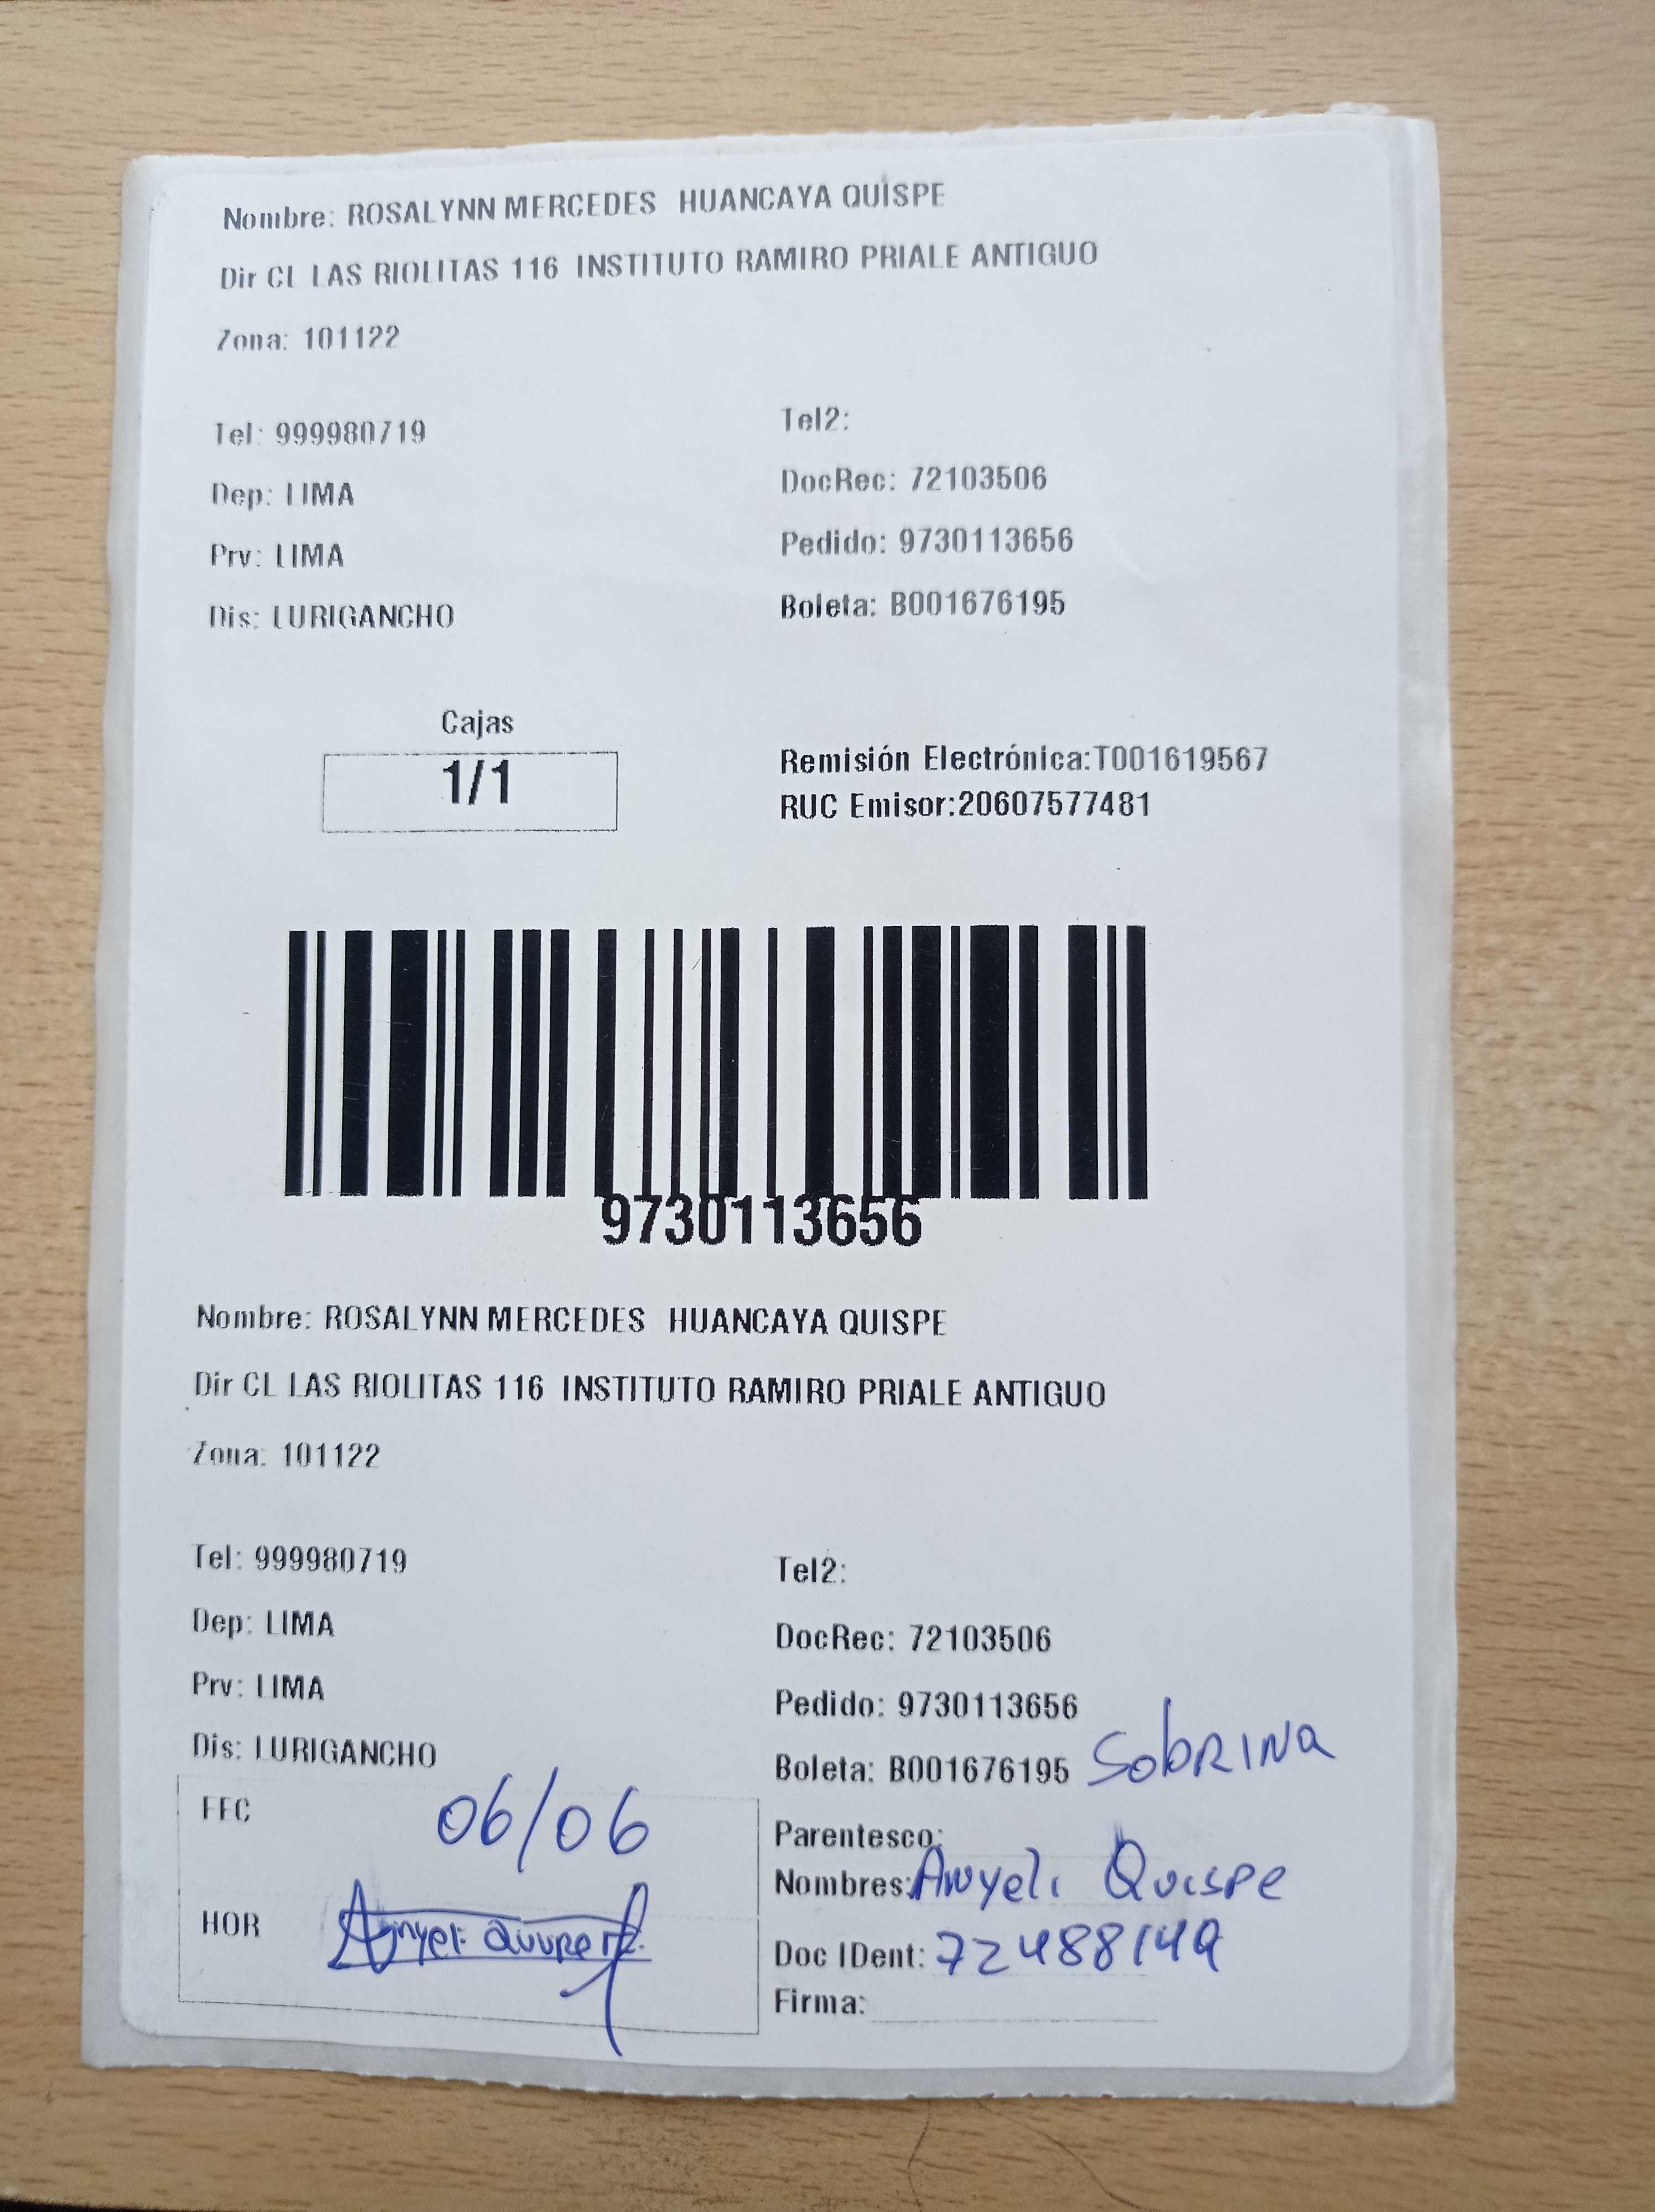 Nombre: ROSALYNN MERCEDES HUANCAYA QUISPE
Dir CL LAS RIOLITAS 116 INSTITUTO RAMIRO PRIALE ANTIGUO
Zona: 101122
Tel: 999980719
Tel2:
Dep: LIMA
DocRec: 72103506
Prv: LIMA
Pedido: 9730113656
Dis: LURIGANCHO
Boleta: B001676195
Cajas
1/1
Remisión Electrónica:T001619567
RUC Emisor:20607577481
9730113656
Nombre: ROSALYNN MERCEDES HUANCAYA QUISPE
Dir CL LAS RIOLITAS 116 INSTITUTO RAMIRO PRIALE ANTIGUO
Zona: 101122
Tel: 999980719
Tel2:
Dep: LIMA
DocRec: 72103506
Prv: LIMA
Pedido: 9730113656
Dis: LURIGANCHO
Boleta: B001676195 SobRINa
FEC 06/06
Parentesco:
Nombres: Anyeli Quispe
HOR Anyeli
Doc IDent: 72488149
Firma: